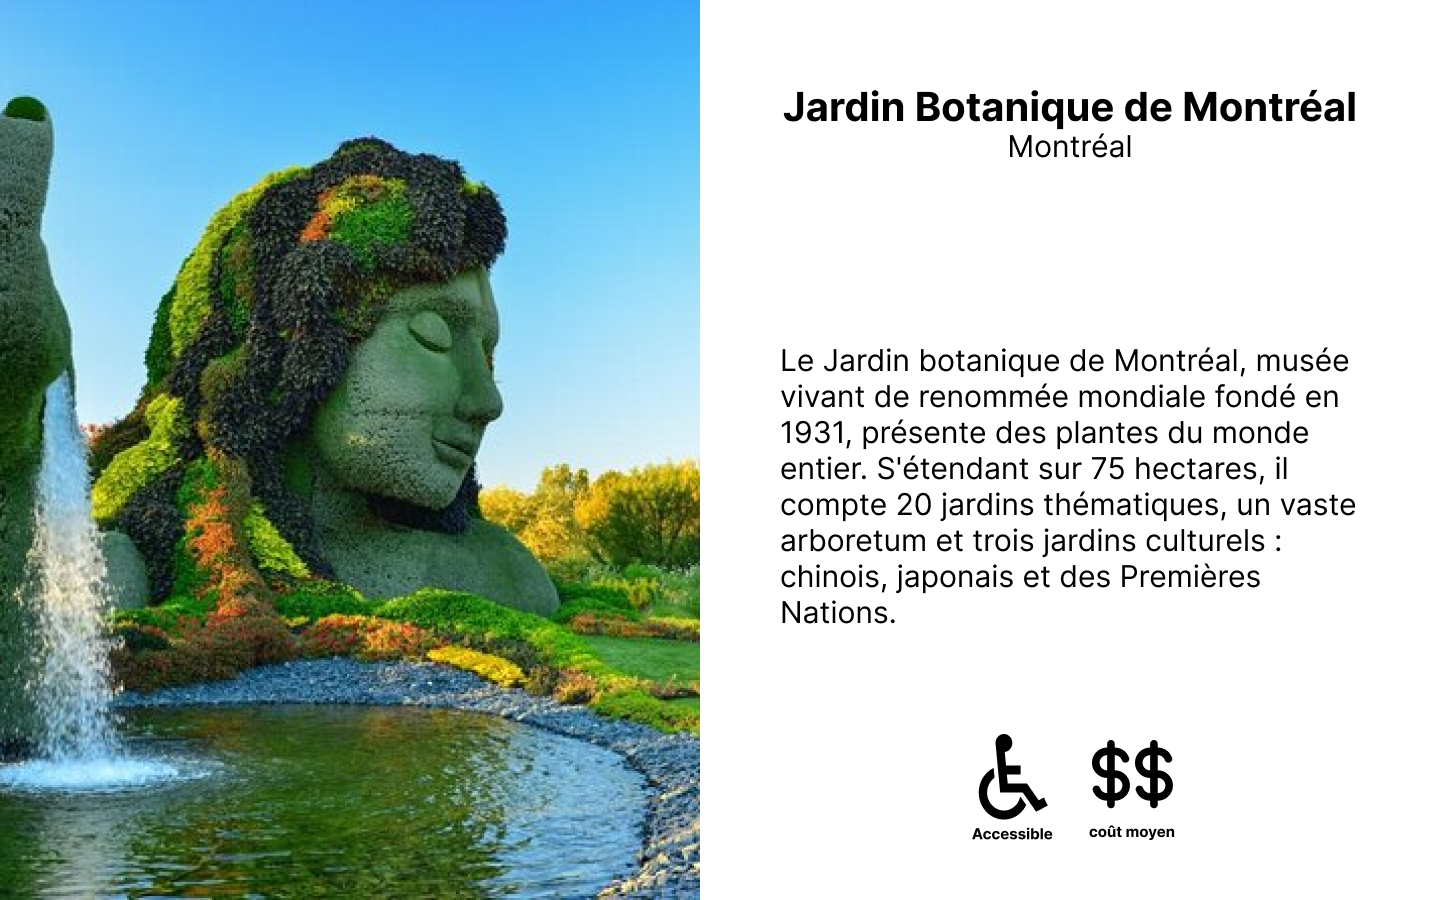 Jardin Botanique de Montréal
Montréal
Le Jardin botanique de Montréal, musée
vivant de renommée mondiale fondé en
1931, présente des plantes du monde
entier. S'étendant sur 75 hectares, il
compte 20 jardins thématiques, un vaste
arboretum et trois jardins culturels :
chinois, japonais et des Premières
Nations.
$$
Accessible
coût moyen